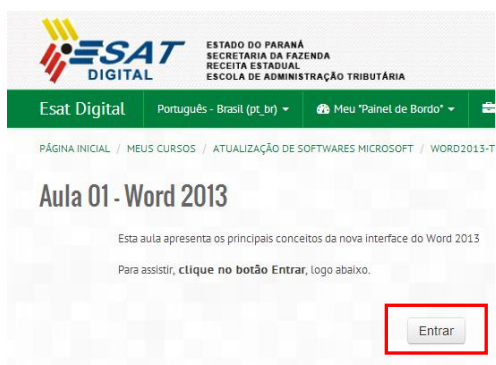 ESAT
DIGITAL
ESTADO DO PARANÁ
SECRETARIA DA FAZENDA
RECEITA ESTADUAL
ESCOLA DE ADMINISTRAÇÃO TRIBUTÁRIA
Esat Digital Português - Brasil (pt_br) Meu "Painel de Bordo"
PÁGINA INICIAL / MEUS CURSOS / ATUALIZAÇÃO DE SOFTWARES MICROSOFT / WORD2013-T
Aula 01 - Word 2013
Esta aula apresenta os principais conceitos da nova interface do Word 2013
Para assistir, clique no botão Entrar, logo abaixo.
Entrar